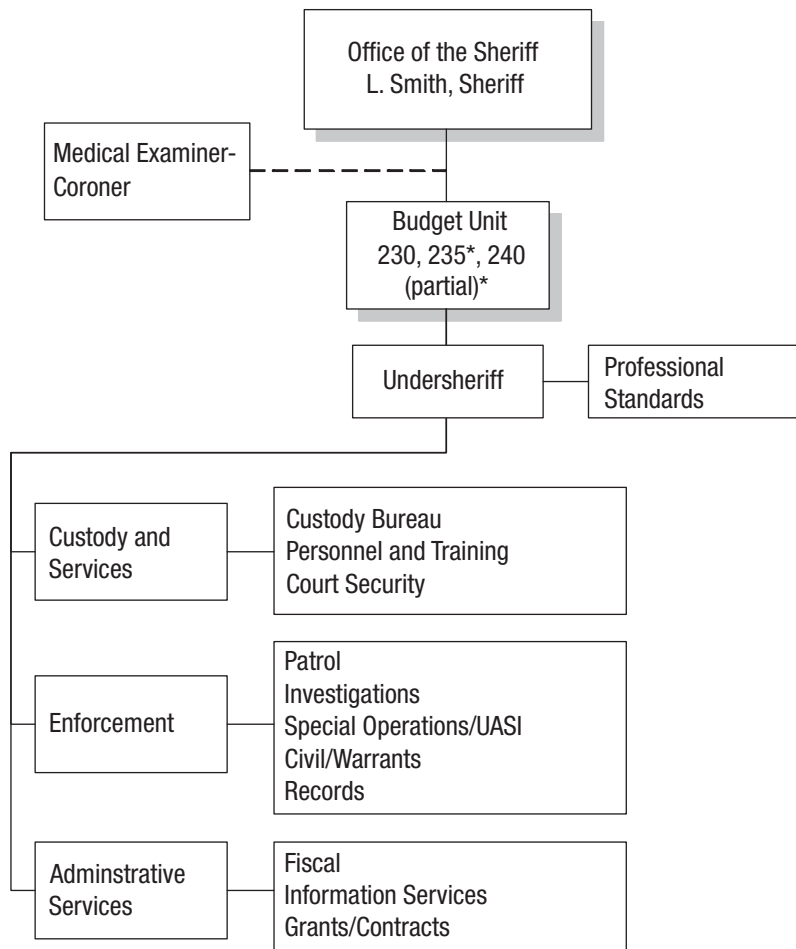 Office of the Sheriff
L. Smith, Sheriff
Medical Examiner-
Coroner
Budget Unit
230, 235*, 240
(partial)*
Undersheriff
Professional
Standards
Custody and
Services
Custody Bureau
Personnel and Training
Court Security
Enforcement
Patrol
Investigations
Special Operations/UASI
Civil/Warrants
Records
Adminstrative
Services
Fiscal
Information Services
Grants/Contracts